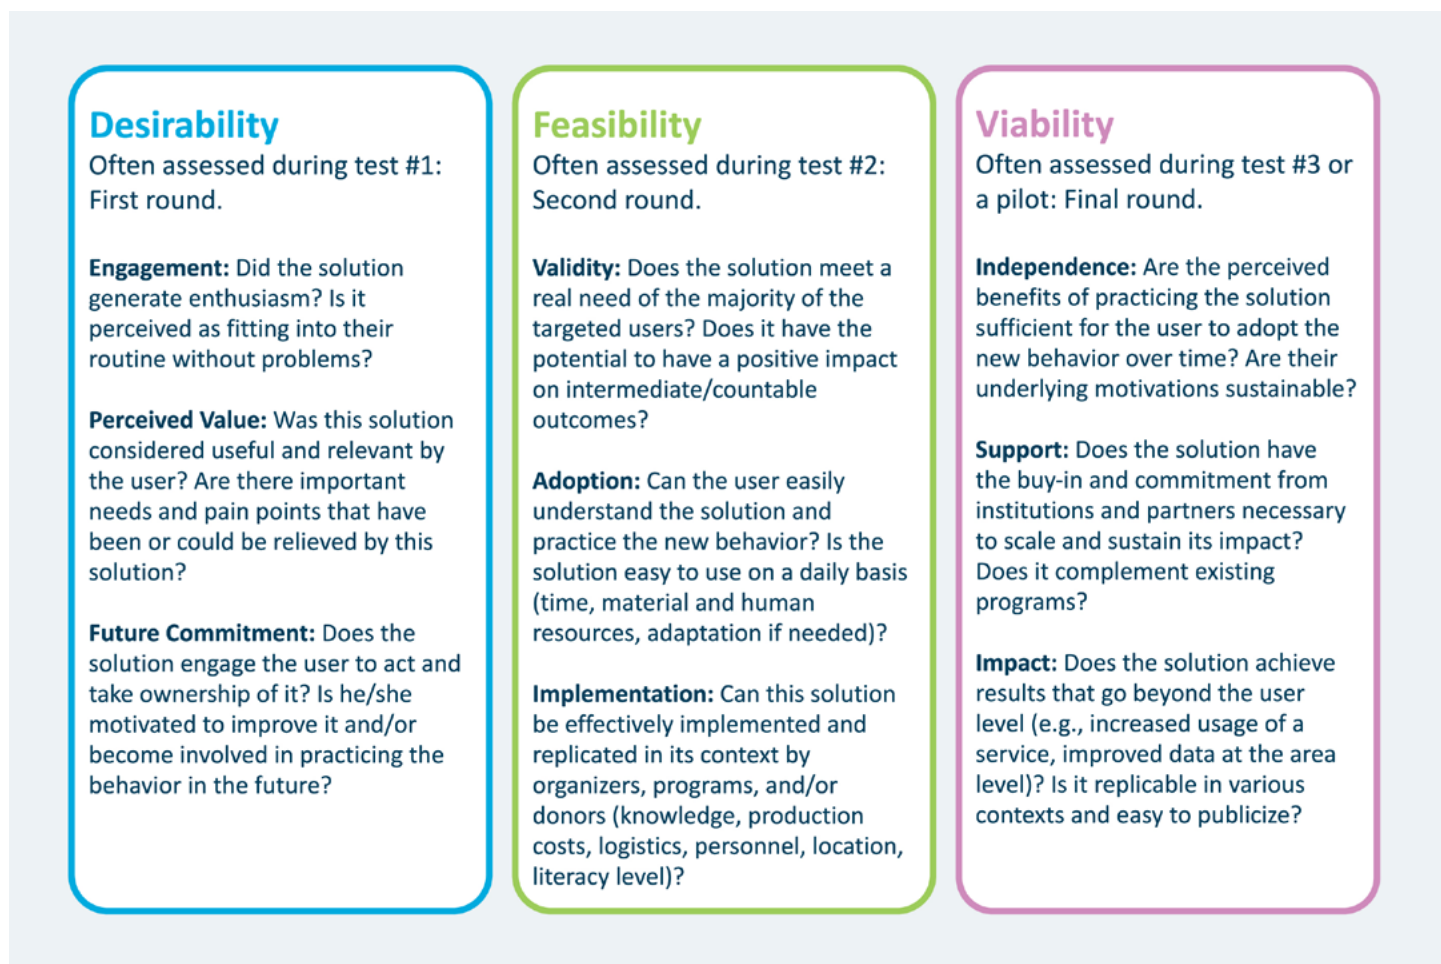 Desirability
Often assessed during test #1:
First round.
Engagement: Did the solution
generate enthusiasm? Is it
perceived as fitting into their
routine without problems?
Perceived Value: Was this solution
considered useful and relevant by
the user? Are there important
needs and pain points that have
been or could be relieved by this
solution?
Future Commitment: Does the
solution engage the user to act and
take ownership of it? Is he/she
motivated to improve it and/or
become involved in practicing the
behavior in the future?
Feasibility
Often assessed during test #2:
Second round.
Validity: Does the solution meet a
real need of the majority of the
targeted users? Does it have the
potential to have a positive impact
on intermediate/countable
outcomes?
Adoption: Can the user easily
understand the solution and
practice the new behavior? Is the
solution easy to use on a daily basis
(time, material and human
resources, adaptation if needed)?
Implementation: Can this solution
be effectively implemented and
replicated in its context by
organizers, programs, and/or
donors (knowledge, production
costs, logistics, personnel, location,
literacy level)?
Viability
Often assessed during test #3 or
a pilot: Final round.
Independence: Are the perceived
benefits of practicing the solution
sufficient for the user to adopt the
new behavior over time? Are their
underlying motivations sustainable?
Support: Does the solution have
the buy-in and commitment from
institutions and partners necessary
to scale and sustain its impact?
Does it complement existing
programs?
Impact: Does the solution achieve
results that go beyond the user
level (e.g., increased usage of a
service, improved data at the area
level)? Is it replicable in various
contexts and easy to publicize?